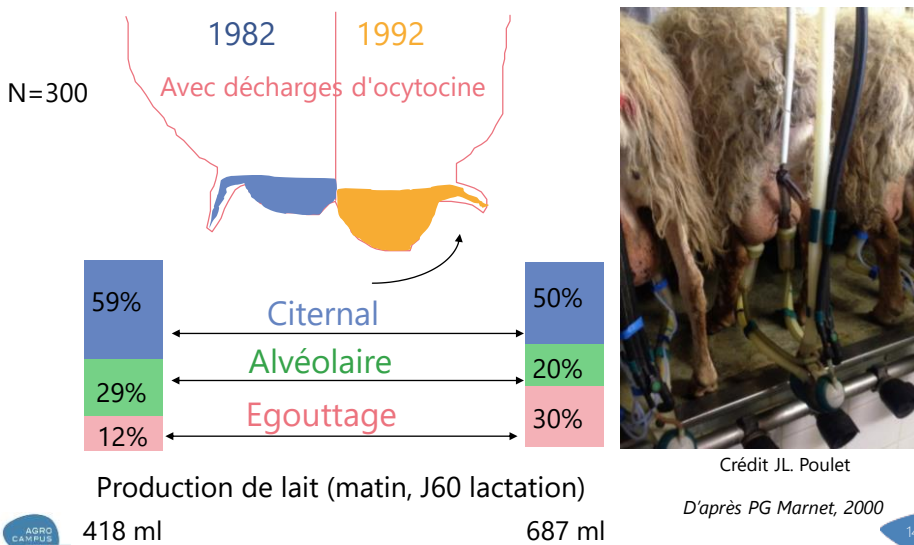 1982
1992
N=300
Avec décharges d'ocytocine
59%
Citernal
50%
Alvéolaire
29%
20%
Egouttage
12%
30%
Production de lait (matin, J60 lactation)
418 ml
687 ml
Crédit JL. Poulet
D'après PG Marnet, 2000
AGRO
CAMPUS
14